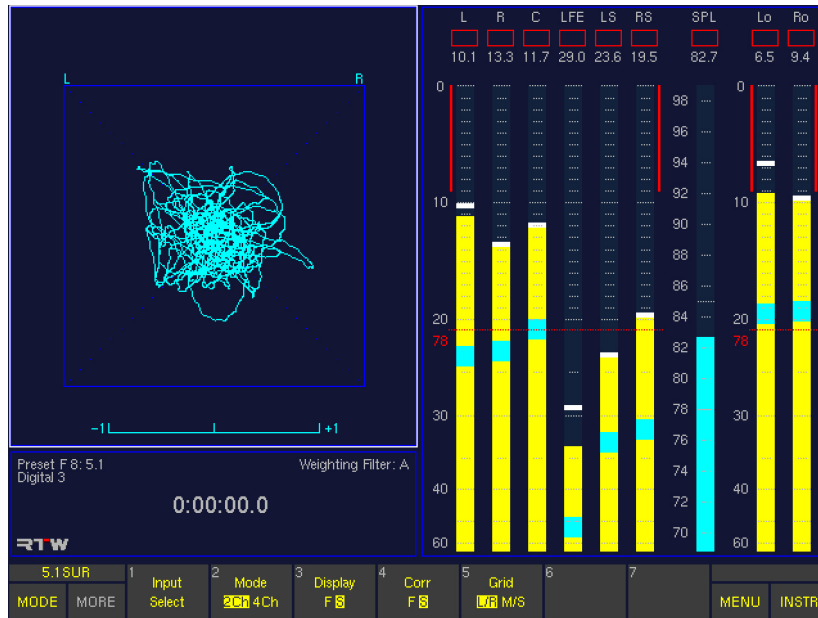 L R C LFE LS RS SPL Lo Ro
10.1 13.3 11.7 29.0 23.6 19.5 82.7 6.5 9.4
L R
0 98 0
96
94
92
10 90 10
88
86
20 84 20
78 82 78
80
30 78 30
76
74
40 72 40
70
60 60
-1 +1
Preset F 8: 5.1 Weighting Filter: A
Digital 3
0:00:00.0
RTW
5.1SUR 1 2 3 4 5 6 7
Input Mode Display Corr Grid
MODE MORE Select 2Ch 4Ch F S F S L/R M/S MENU INSTR